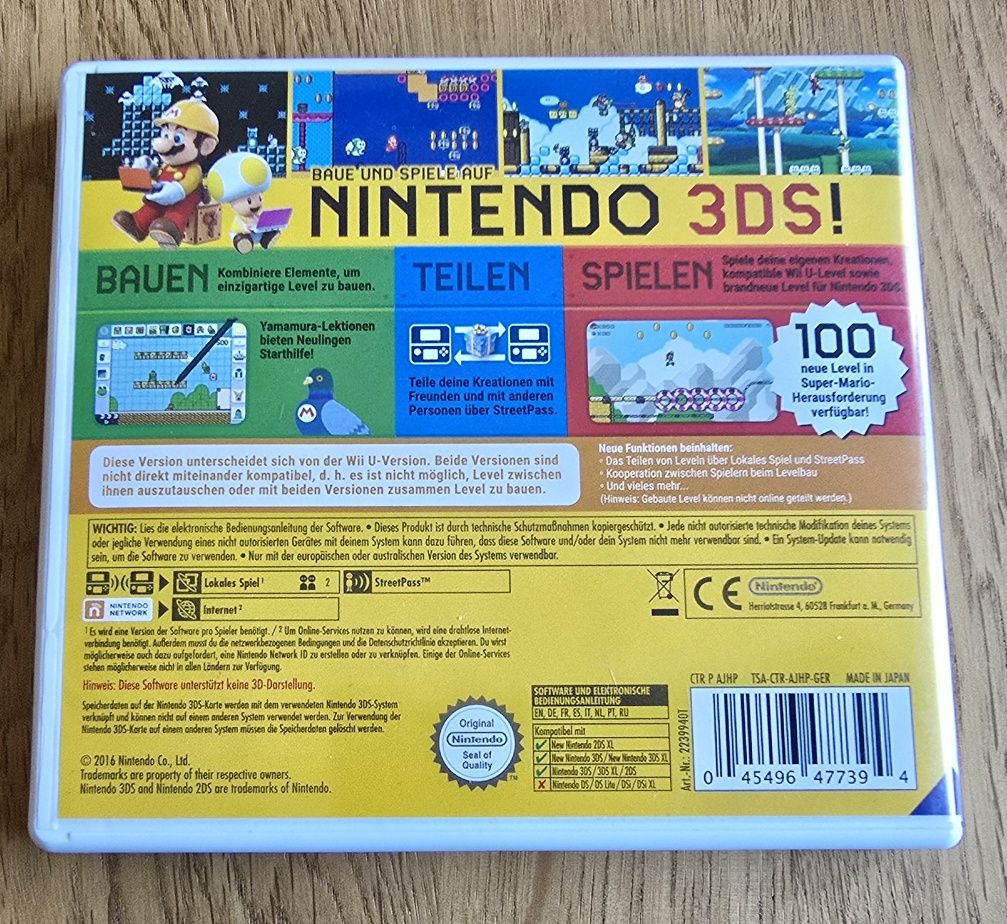 BAUE UND SPIELE AUF
NINTENDO 3DS!
BAUEN
Kombiniere Elemente, um
einzigartige Level zu bauen.
Yamamura-Lektionen
bieten Neulingen
Starthilfe!
M
TEILEN
Teile deine Kreationen mit
Freunden und mit anderen
Personen über StreetPass.
SPIELEN
Spiele deine eigenen Kreationen,
kompatible Wii U-Level sowie
brandneue Level für Nintendo 3DS.
100
neue Level in
Super-Mario-
Herausforderung
verfügbar!
Diese Version unterscheidet sich von der Wii U-Version. Beide Versionen sind
nicht direkt miteinander kompatibel, d. h. es ist nicht möglich, Level zwischen
ihnen auszutauschen oder mit beiden Versionen zusammen Level zu bauen.
Neue Funktionen beinhalten:
• Das Teilen von Leveln über Lokales Spiel und StreetPass
• Kooperation zwischen Spielern beim Levelbau
• Und vieles mehr...
(Hinweis: Gebaute Level können nicht online geteilt werden.)
WICHTIG: Lies die elektronische Bedienungsanleitung der Software. • Dieses Produkt ist durch technische Schutzmaßnahmen kopiergeschützt. • Jede nicht autorisierte technische Modifikation deines Systems
oder jegliche Verwendung eines nicht autorisierten Gerätes mit deinem System kann dazu führen, dass diese Software und/oder dein System nicht mehr verwendbar sind. • Ein System-Update kann notwendig
sein, um die Software zu verwenden. • Nur mit der europäischen oder australischen Version des Systems verwendbar.
Lokales Spiel¹ 2
StreetPass™
NINTENDO
NETWORK
Internet²
CE
Nintendo
Herriotstrasse 4, 60528 Frankfurt a. M., Germany
¹ Es wird eine Version der Software pro Spieler benötigt. / ² Um Online-Services nutzen zu können, wird eine drahtlose Internet-
verbindung benötigt. Außerdem musst du die netzwerkbezogenen Bedingungen und die Datenschutzrichtlinie akzeptieren. Du wirst
möglicherweise auch dazu aufgefordert, eine Nintendo Network ID zu erstellen oder zu verknüpfen. Einige der Online-Services
stehen möglicherweise nicht in allen Ländern zur Verfügung.
Hinweis: Diese Software unterstützt keine 3D-Darstellung.
Speicherdaten auf der Nintendo 3DS-Karte werden mit dem verwendeten Nintendo 3DS-System
verknüpft und können nicht auf einem anderen System verwendet werden. Zur Verwendung der
Nintendo 3DS-Karte auf einem anderen System müssen die Speicherdaten gelöscht werden.
© 2016 Nintendo Co., Ltd.
Trademarks are property of their respective owners.
Nintendo 3DS and Nintendo 2DS are trademarks of Nintendo.
Original
Nintendo
Seal of
Quality
TM
SOFTWARE UND ELEKTRONISCHE
BEDIENUNGSANLEITUNG
EN, DE, FR, ES, IT, NL, PT, RU
Kompatibel mit
New Nintendo 2DS XL
New Nintendo 3DS / New Nintendo 3DS XL
Nintendo 3DS / 3DS XL / 2DS
Nintendo DS / DS Lite / DSi / DSi XL
Art.-Nr.: 2239940T
CTR P AJHP TSA-CTR-AJHP-GER MADE IN JAPAN
0 45496 47739 4